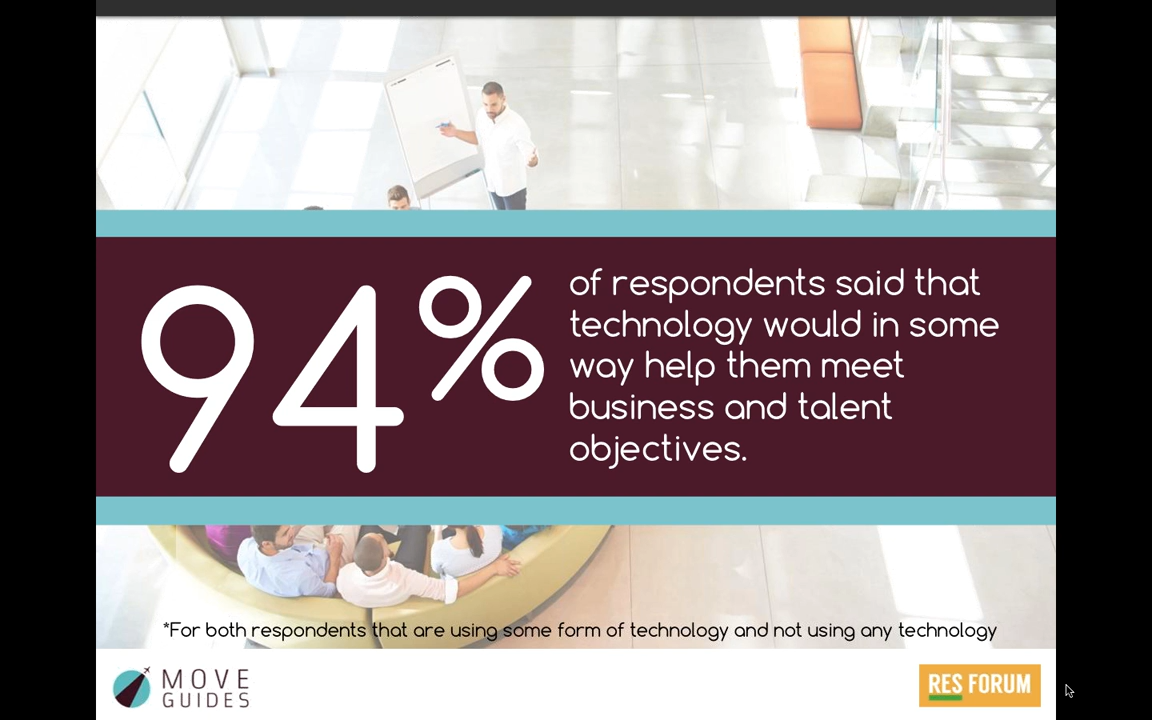 94%
of respondents said that
technology would in some
way help them meet
business and talent
objectives.
*For both respondents that are using some form of technology and not using any technology
MOVE
GUIDES
RES FORUM